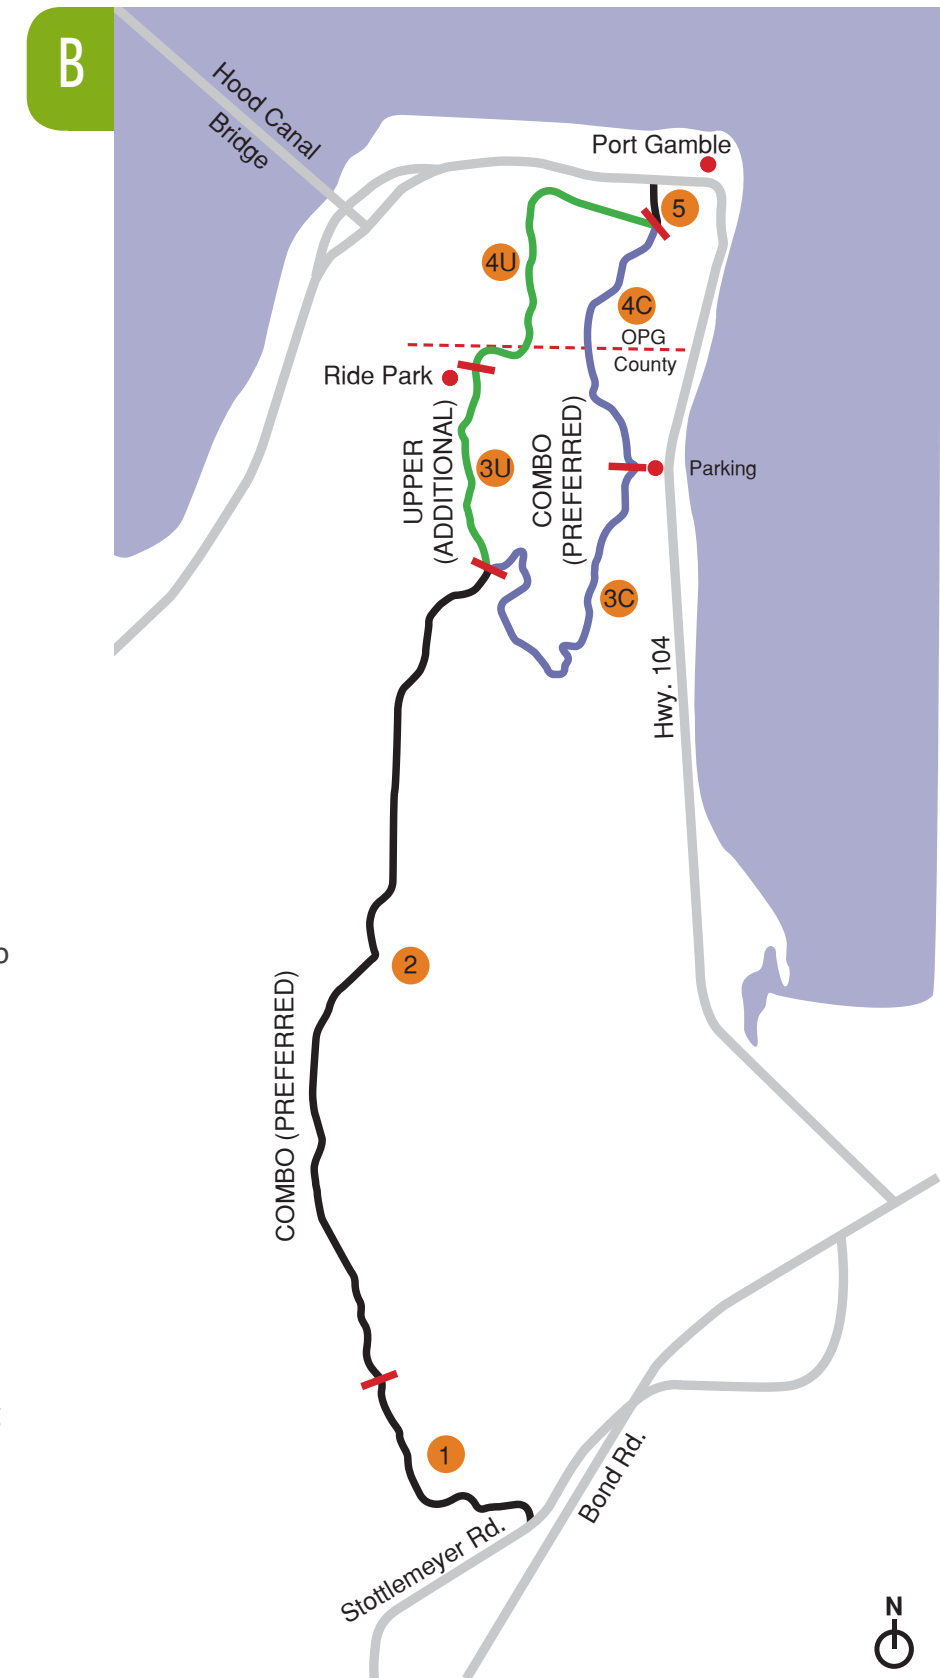 B
Hood Canal
Bridge
Port Gamble
5
4U
4C
OPG
County
Ride Park
UPPER
(ADDITIONAL)
3U
COMBO
(PREFERRED)
Parking
3C
Hwy. 104
2
COMBO (PREFERRED)
1
Bond Rd.
Stottlemeyer Rd.
N